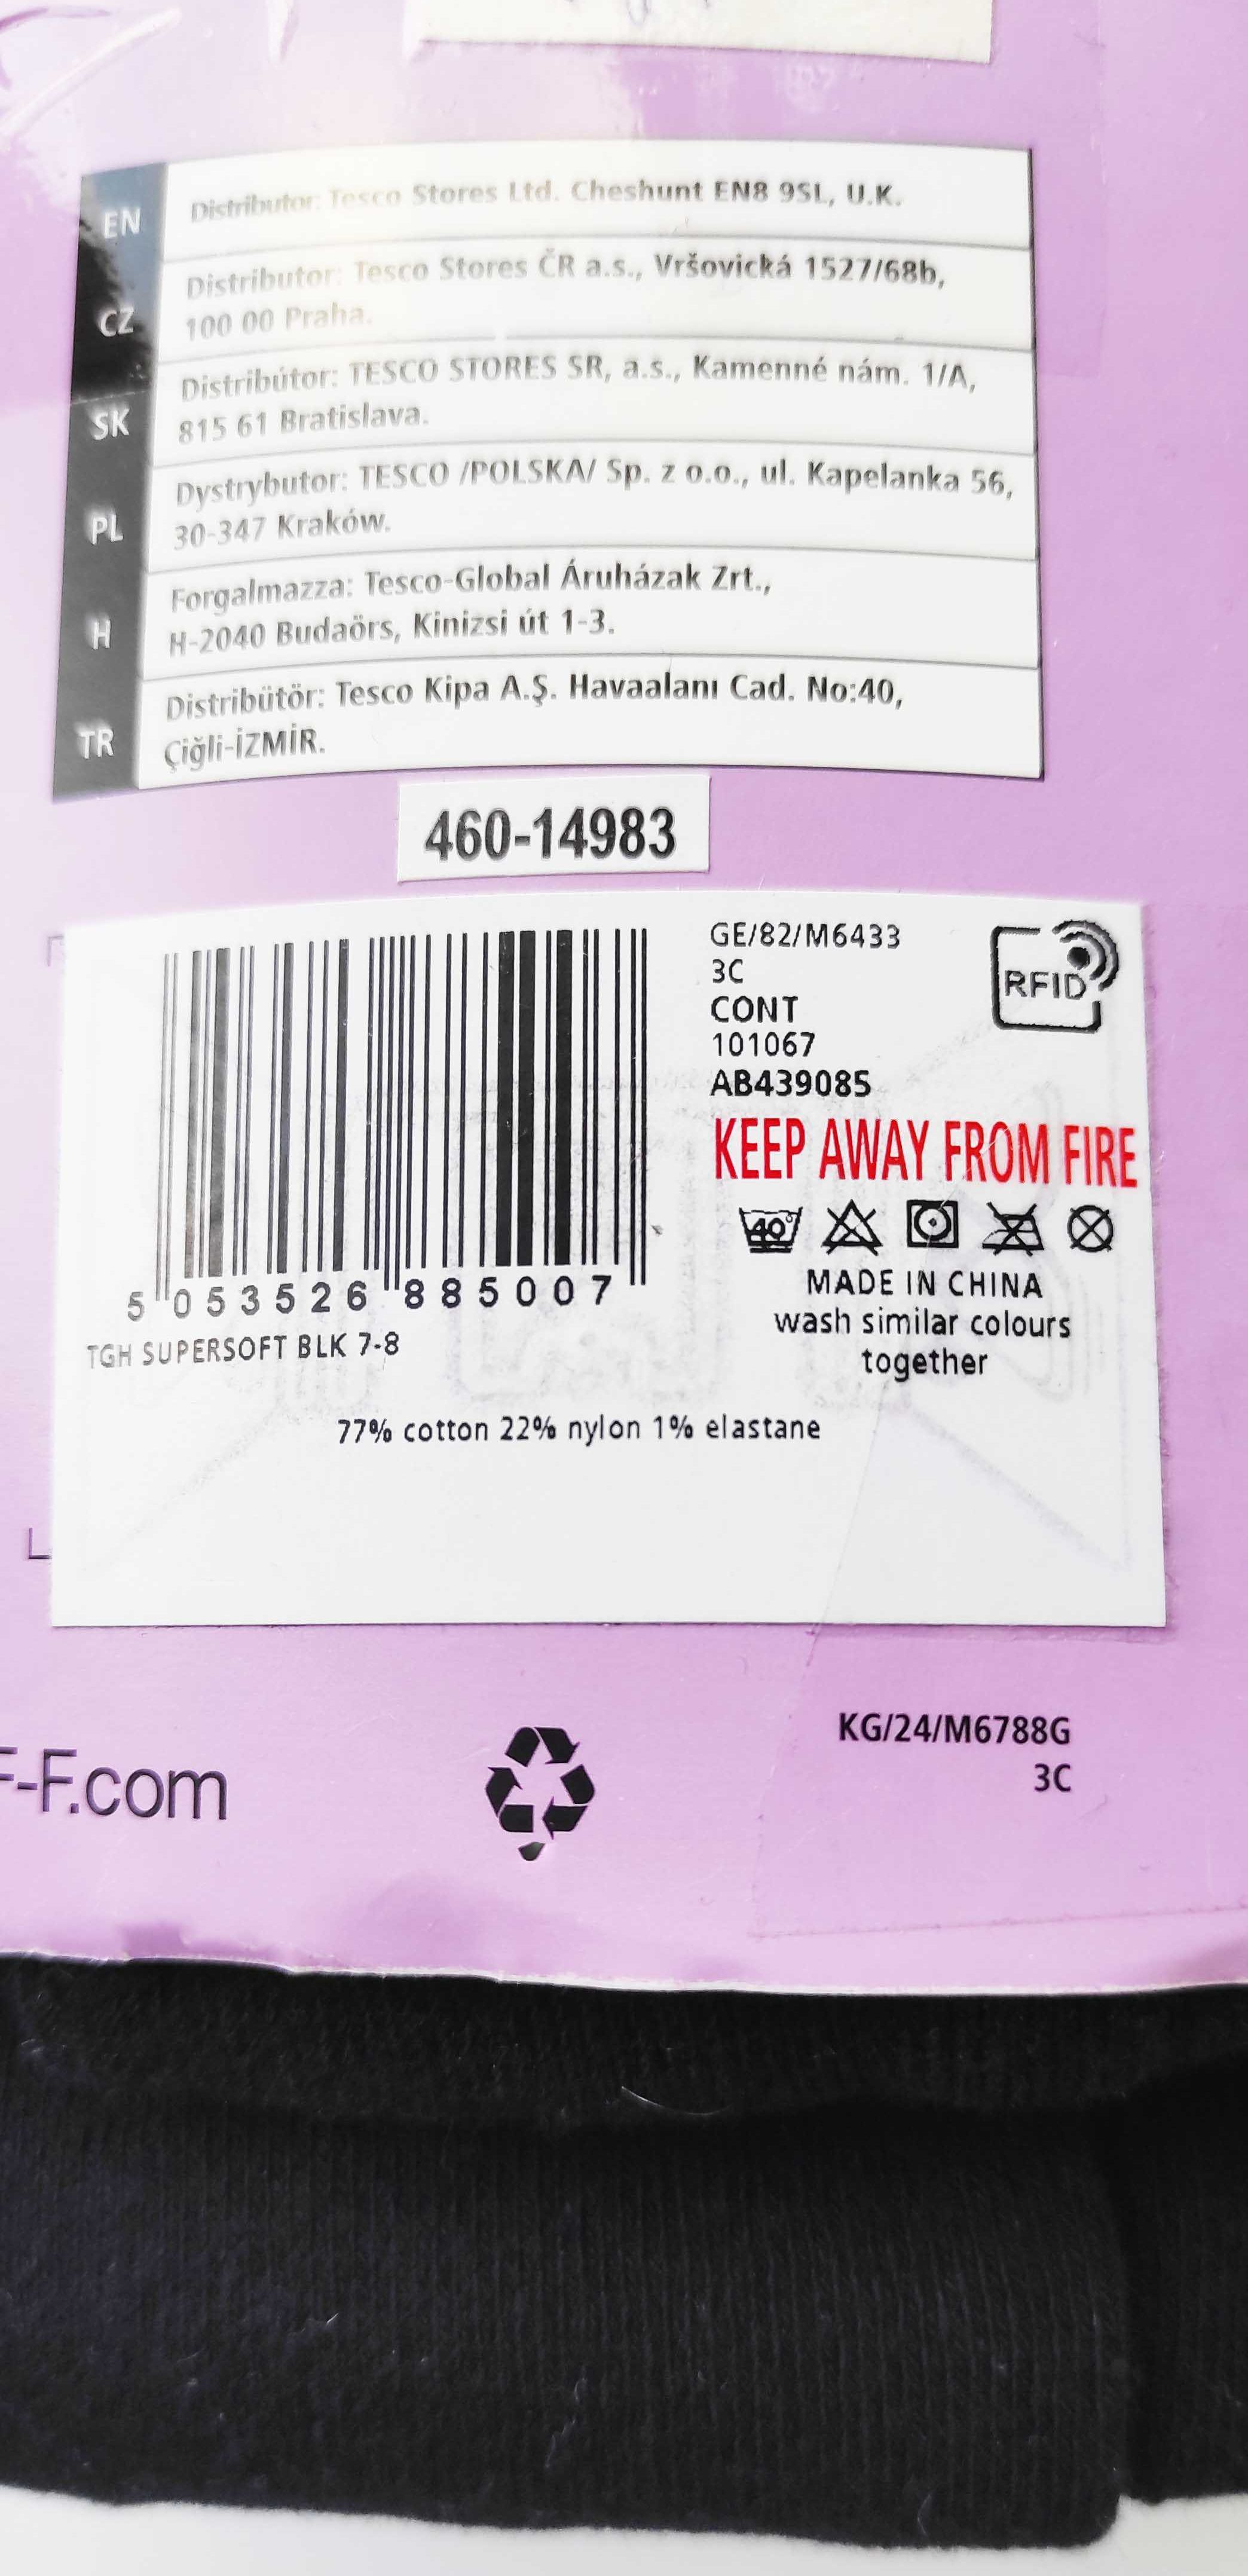 EN
Distributor: Tesco Stores Ltd. Cheshunt EN8 9SL, U.K.
CZ
Distributor: Tesco Stores ČR a.s., Vršovická 1527/68b,
100 00 Praha.
SK
Distribútor: TESCO STORES SR, a.s., Kamenné nám. 1/A,
815 61 Bratislava.
PL
Dystrybutor: TESCO /POLSKA/ Sp. z o.o., ul. Kapelanka 56,
30-347 Kraków.
H
Forgalmazza: Tesco-Global Áruházak Zrt.,
H-2040 Budaörs, Kinizsi út 1-3.
TR
Distribütör: Tesco Kipa A.Ş. Havaalanı Cad. No:40,
Çiğli-İZMİR.
460-14983
5 053526 885007
TGH SUPERSOFT BLK 7-8
GE/82/M6433
3C
CONT
101067
AB439085
RFID
KEEP AWAY FROM FIRE
40°
MADE IN CHINA
wash similar colours
together
77% cotton 22% nylon 1% elastane
F-F.com
KG/24/M6788G
3C